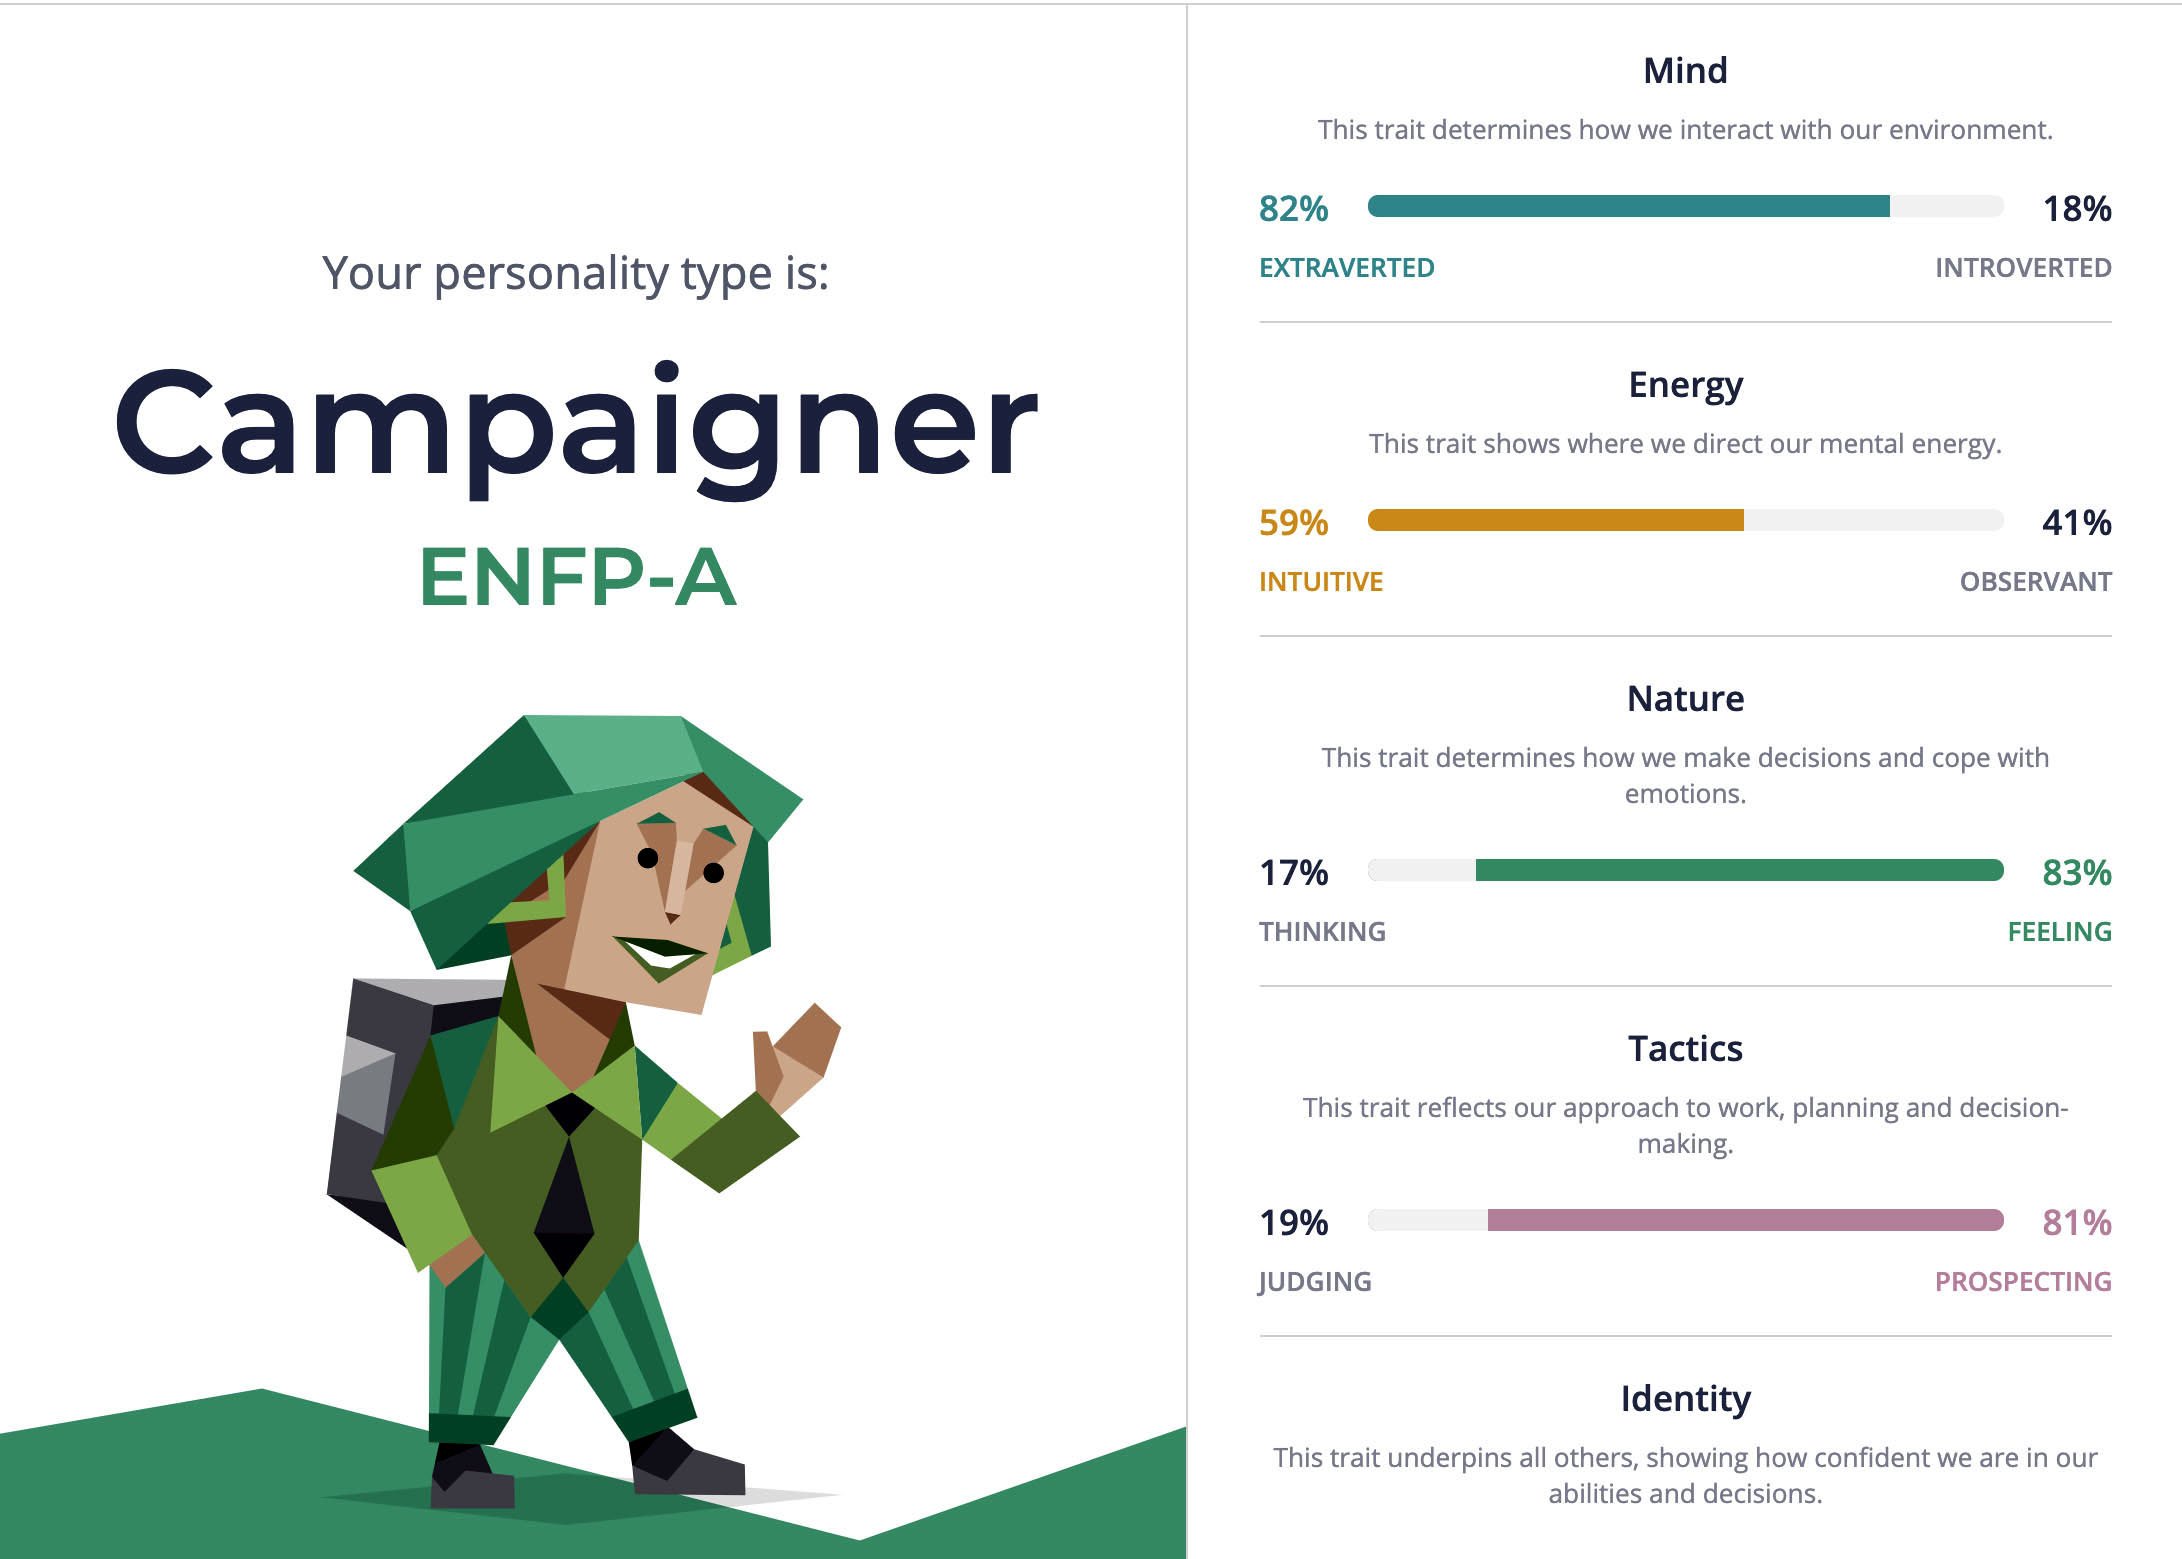 Your personality type is:
Campaigner
ENFP-A
Mind
This trait determines how we interact with our environment.
82% 18%
EXTRAVERTED INTROVERTED
Energy
This trait shows where we direct our mental energy.
59% 41%
INTUITIVE OBSERVANT
Nature
This trait determines how we make decisions and cope with
emotions.
17% 83%
THINKING FEELING
Tactics
This trait reflects our approach to work, planning and decision-
making.
19% 81%
JUDGING PROSPECTING
Identity
This trait underpins all others, showing how confident we are in our
abilities and decisions.